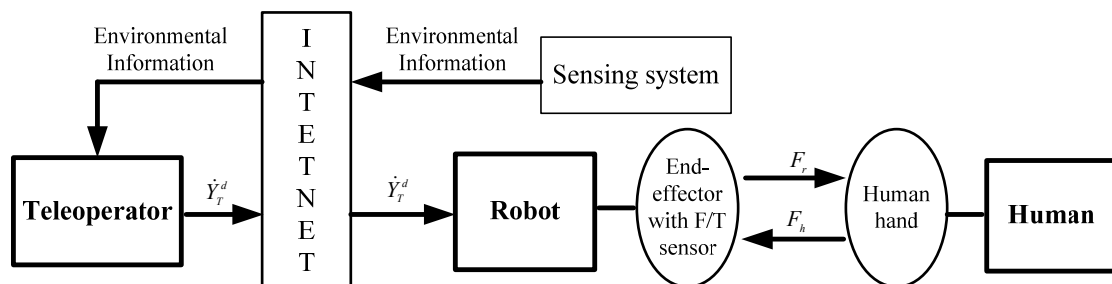 Environmental
Information
INTETNET
Environmental
Information
Sensing system
Teleoperator
Ẏ_T^d
Ẏ_T^d
Robot
End-
effector
with F/T
sensor
F_r
F_h
Human
hand
Human